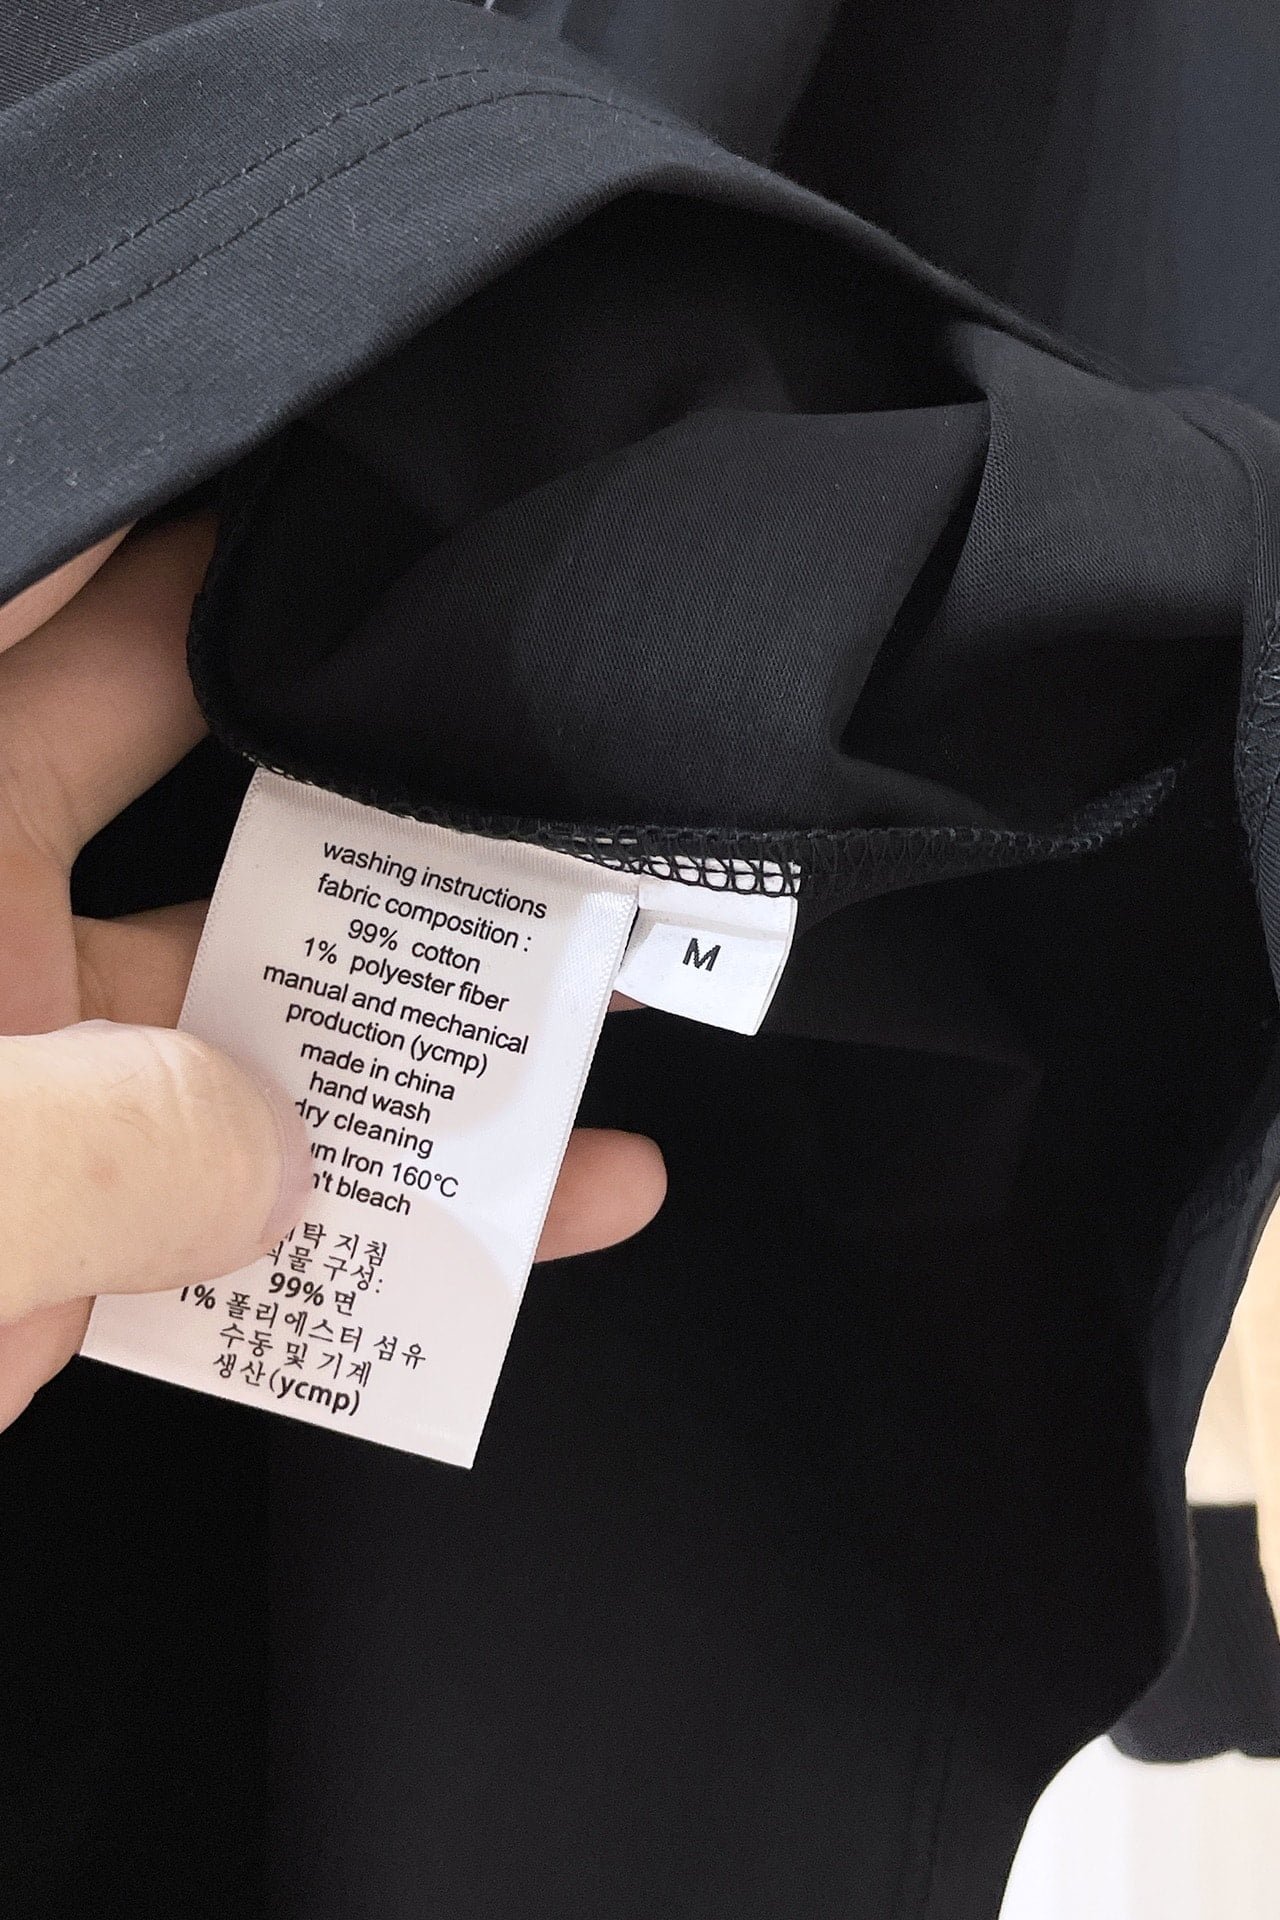 washing instructions
fabric composition :
99% cotton
1% polyester fiber
manual and mechanical
production (ycmp)
made in china
hand wash
dry cleaning
Iron 160°C
bleach
지침
구성:
99% 면
1% 폴리에스터 섬유
수동 및 기계
생산(ycmp)
M